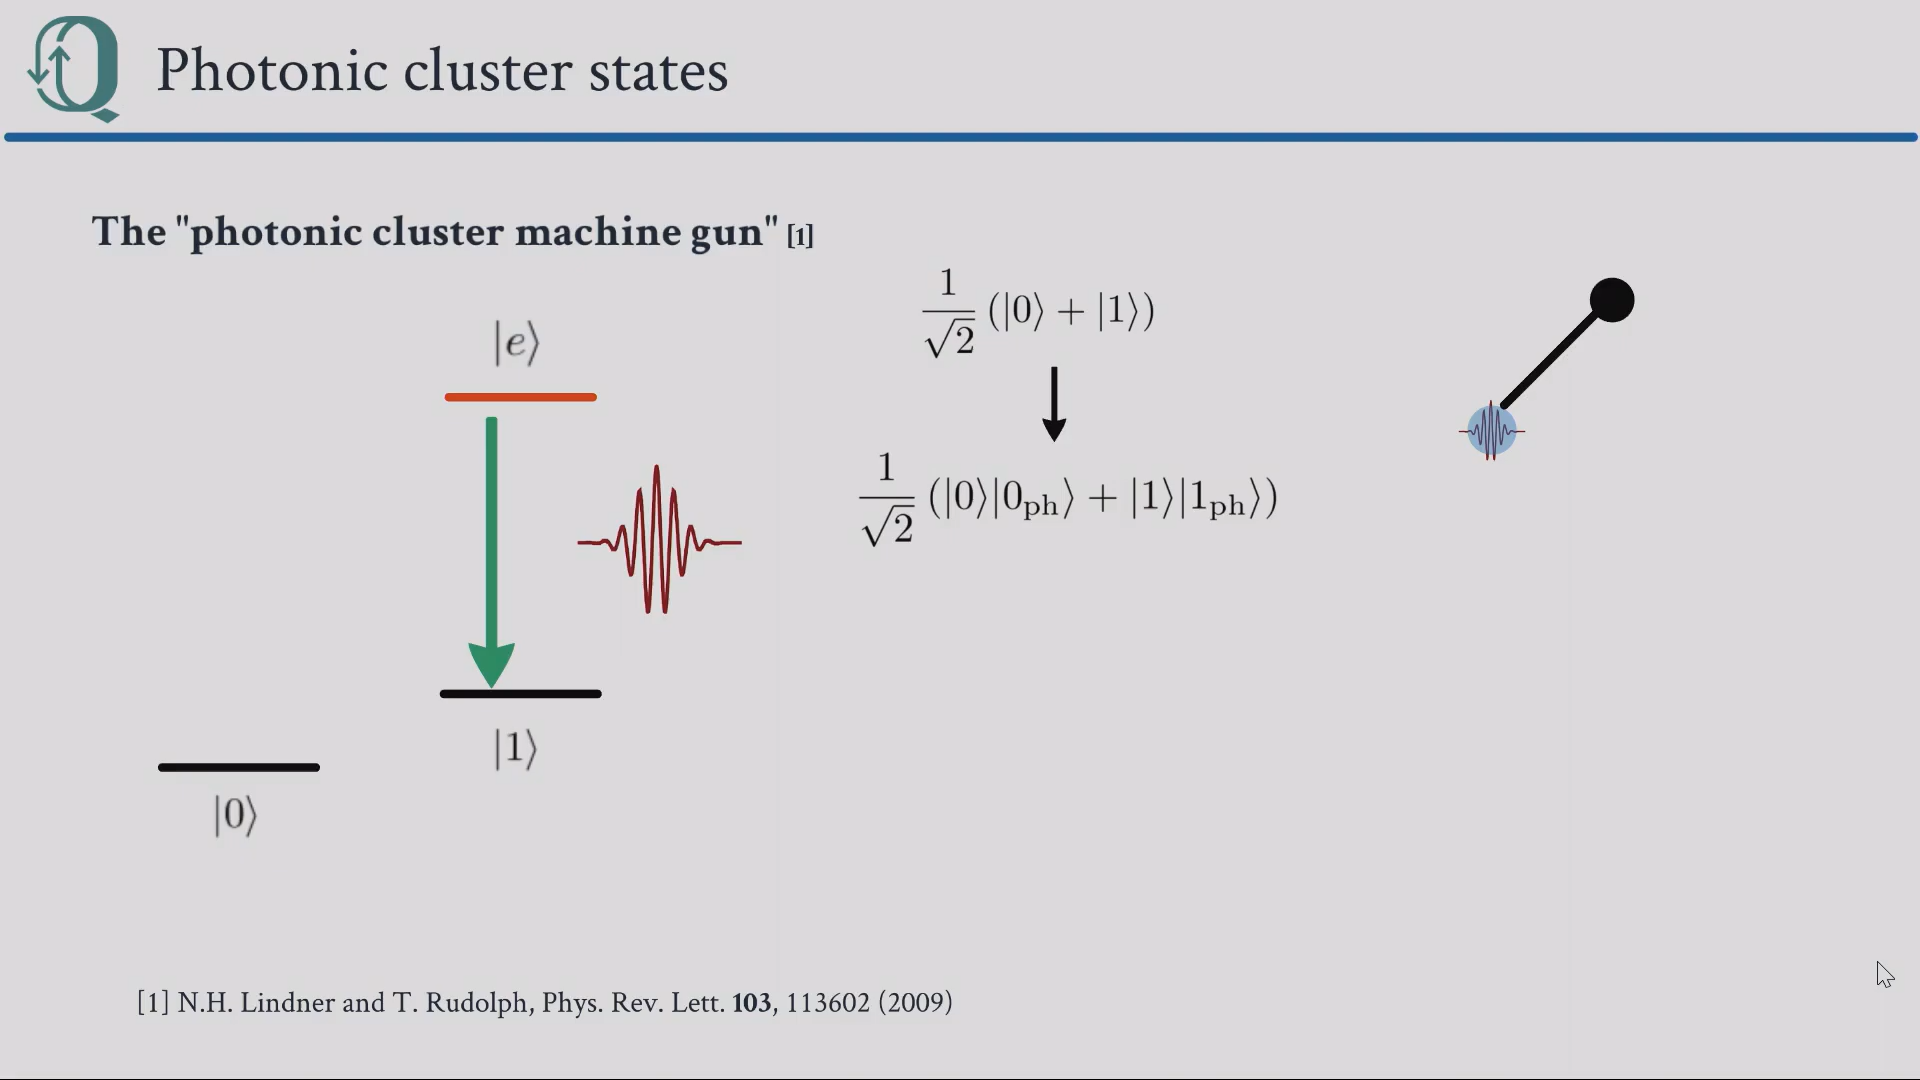 Photonic cluster states
The "photonic cluster machine gun" [1]
|e⟩
|1⟩
|0⟩
1/√2 (|0⟩ + |1⟩)
1/√2 (|0⟩|0ph⟩ + |1⟩|1ph⟩)
[1] N.H. Lindner and T. Rudolph, Phys. Rev. Lett. 103, 113602 (2009)